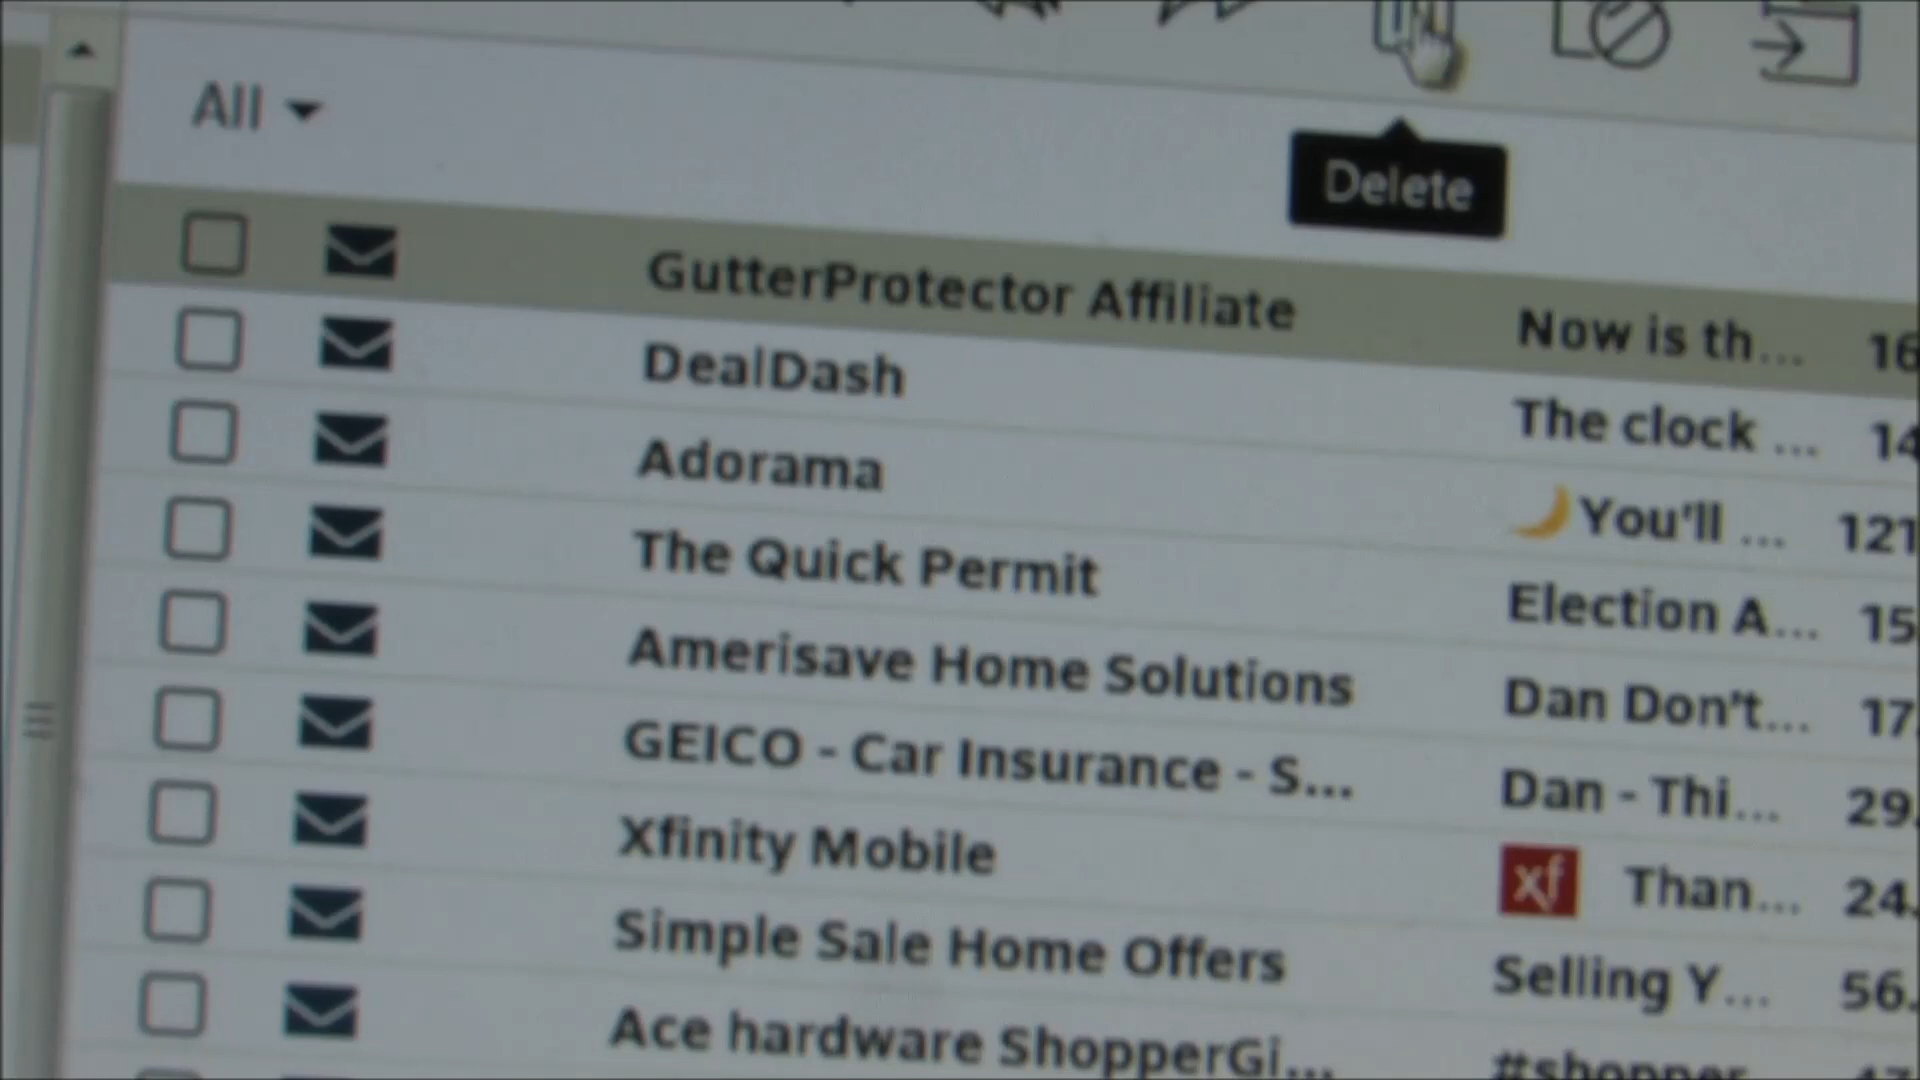 All
Delete
GutterProtector Affiliate Now is th... 16
DealDash The clock ... 14
Adorama 🌙You'll ... 121
The Quick Permit Election A... 15
Amerisave Home Solutions Dan Don't... 17.
GEICO - Car Insurance - S... Dan - Thi... 29.
Xfinity Mobile xf Than... 24.
Simple Sale Home Offers Selling Y... 56.
Ace hardware ShopperGi... #shopper